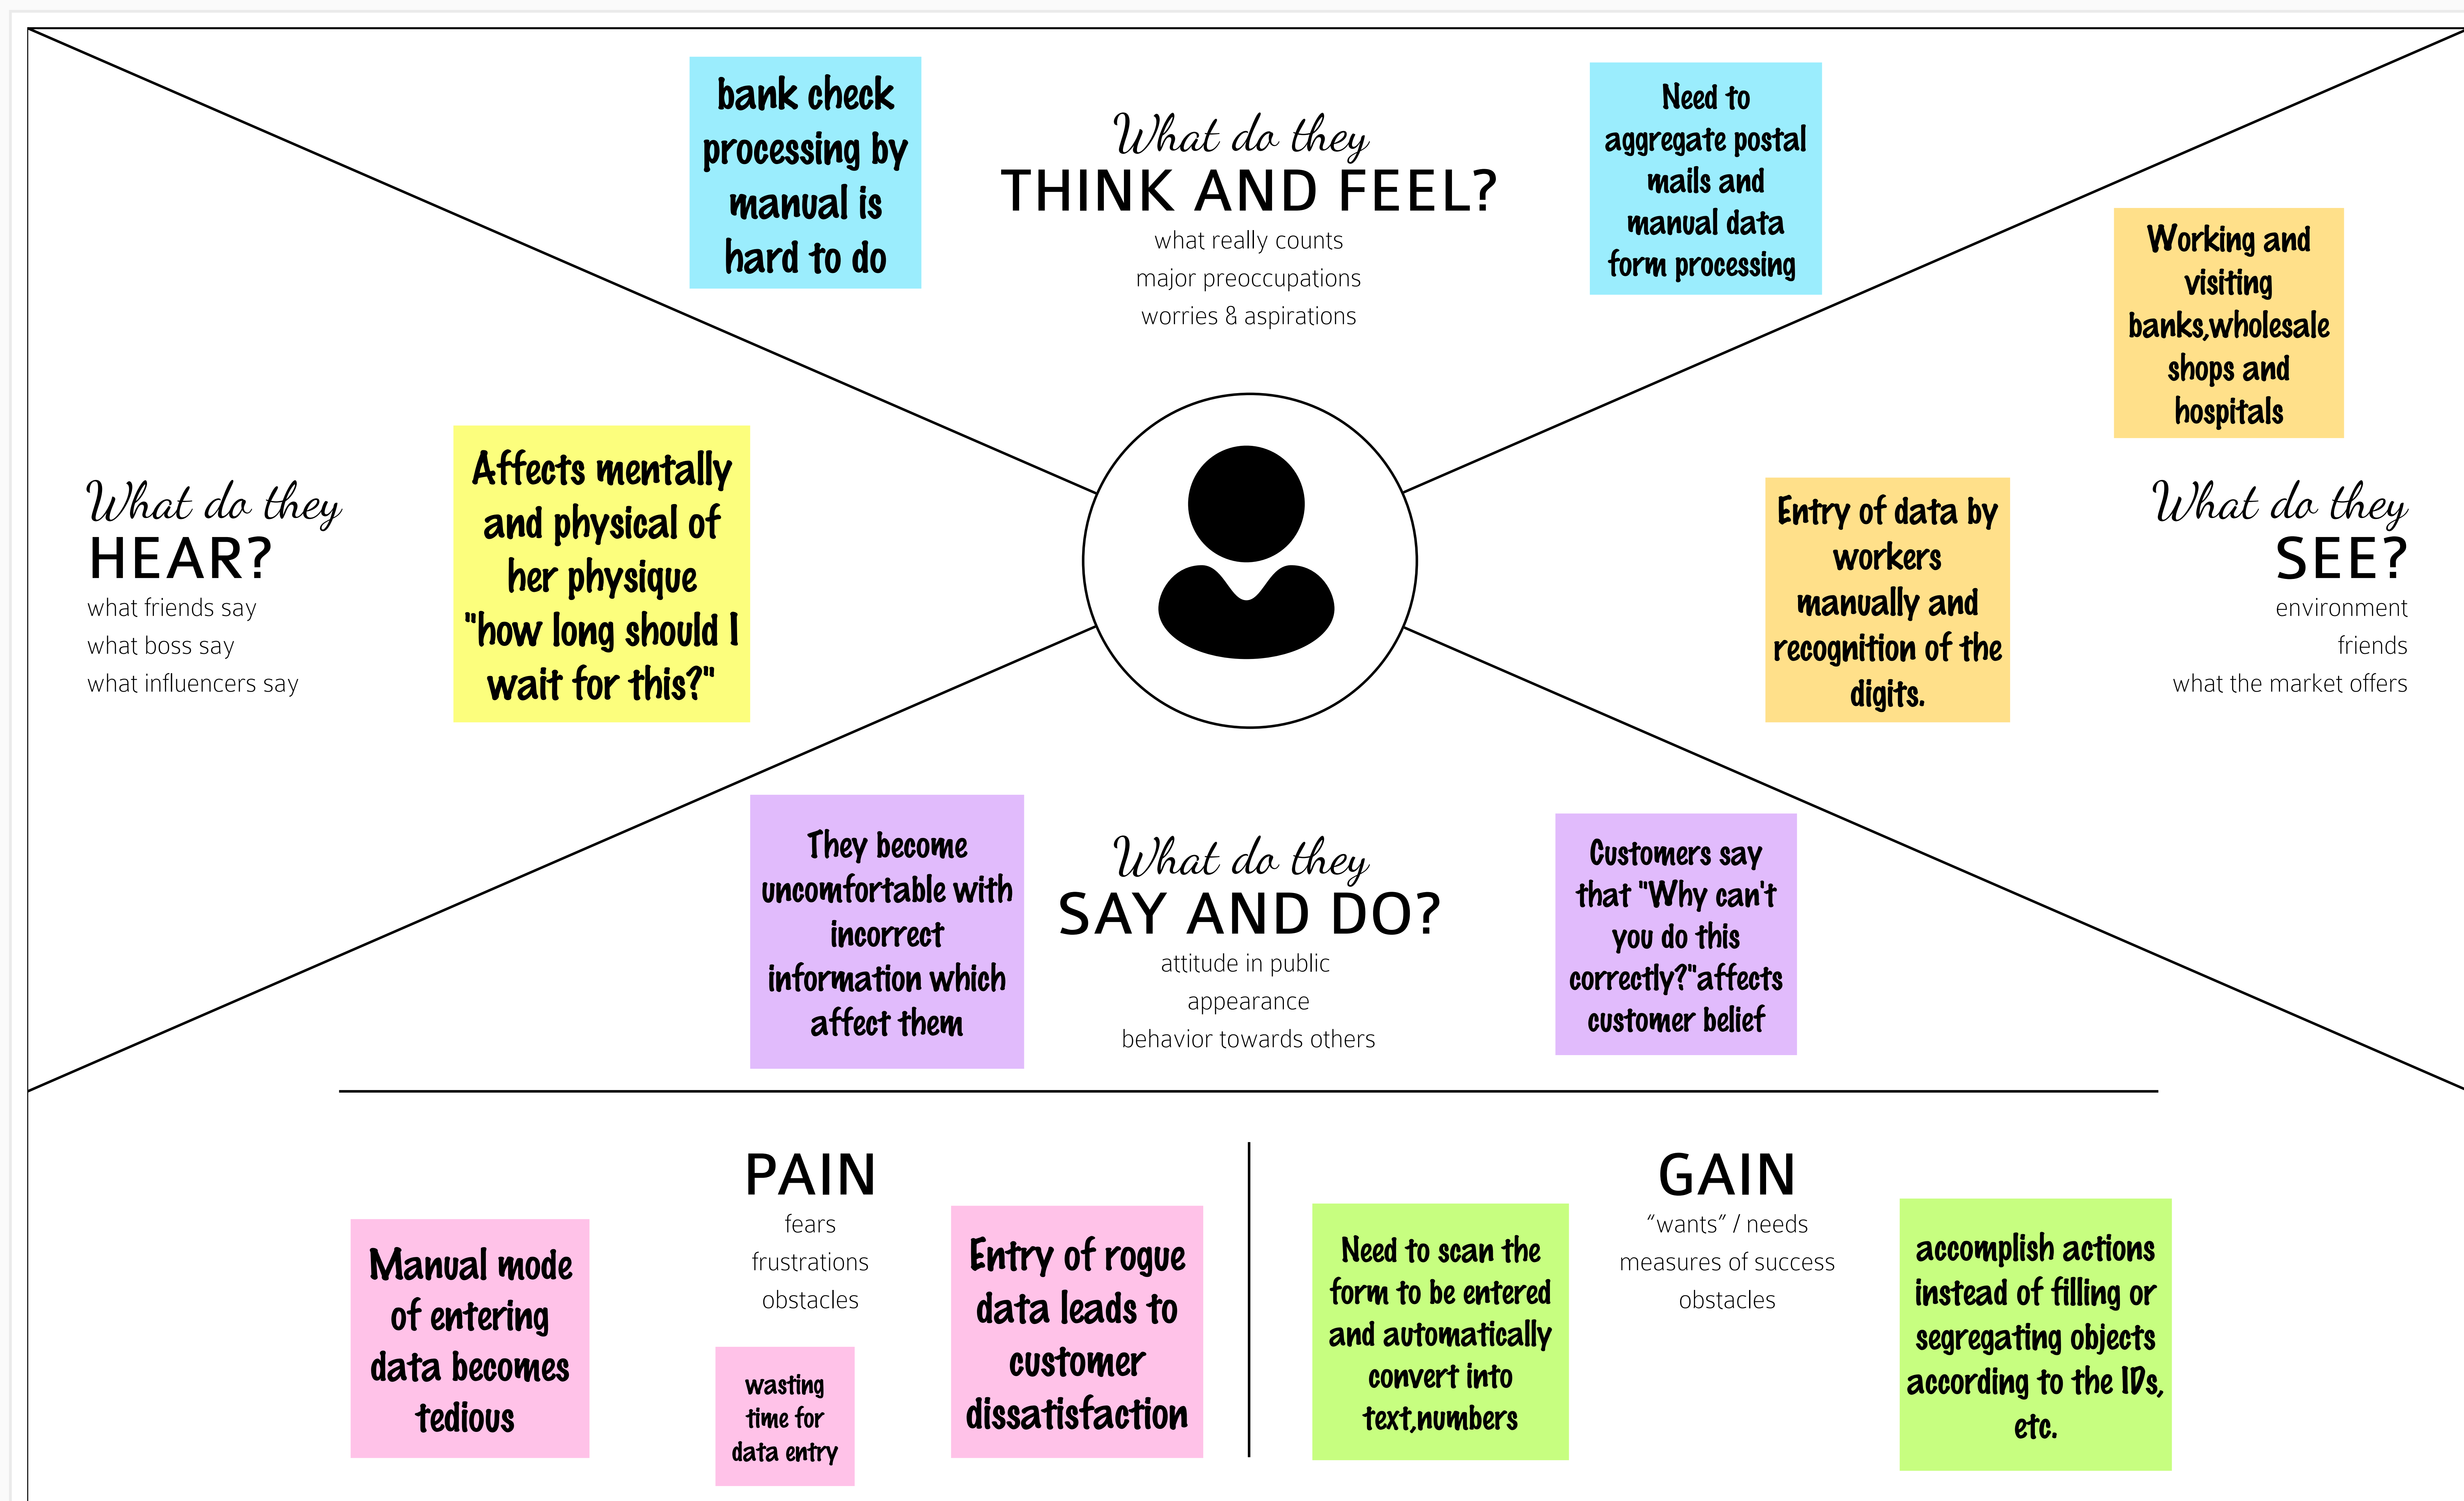 bank check
processing by
manual is
hard to do
What do they
THINK AND FEEL?
what really counts
major preoccupations
worries & aspirations
Need to
aggregate postal
mails and
manual data
form processing
Working and
visiting
banks,wholesale
shops and
hospitals
What do they
HEAR?
what friends say
what boss say
what influencers say
Affects mentally
and physical of
her physique
"how long should I
wait for this?"
Entry of data by
workers
manually and
recognition of the
digits.
What do they
SEE?
environment
friends
what the market offers
They become
uncomfortable with
incorrect
information which
affect them
What do they
SAY AND DO?
attitude in public
appearance
behavior towards others
Customers say
that "Why can't
you do this
correctly?"affects
customer belief
PAIN
fears
frustrations
obstacles
Manual mode
of entering
data becomes
tedious
wasting
time for
data entry
Entry of rogue
data leads to
customer
dissatisfaction
GAIN
“wants” / needs
measures of success
obstacles
Need to scan the
form to be entered
and automatically
convert into
text,numbers
accomplish actions
instead of filling or
segregating objects
according to the IDs,
etc.